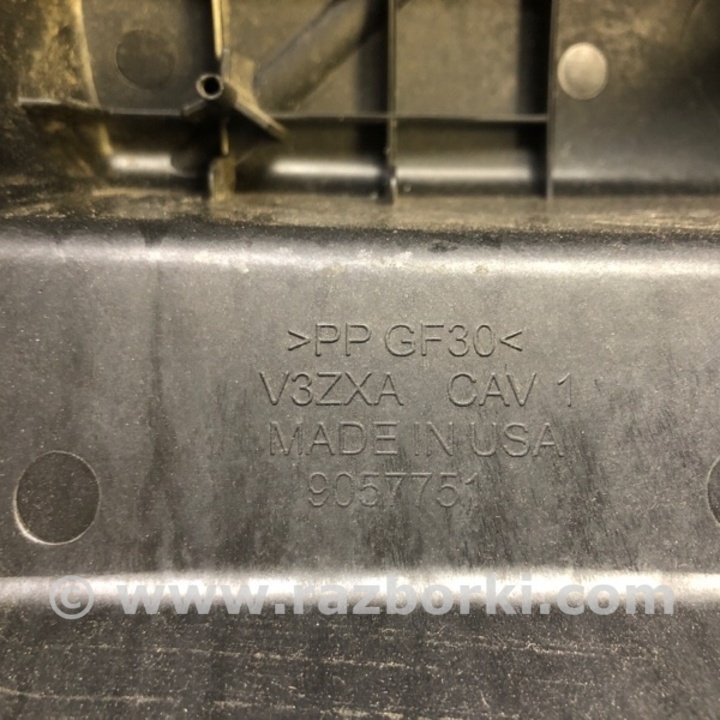 >PP GF30<
V3ZXA CAV 1
MADE IN USA
9057751
© www.razborki.com